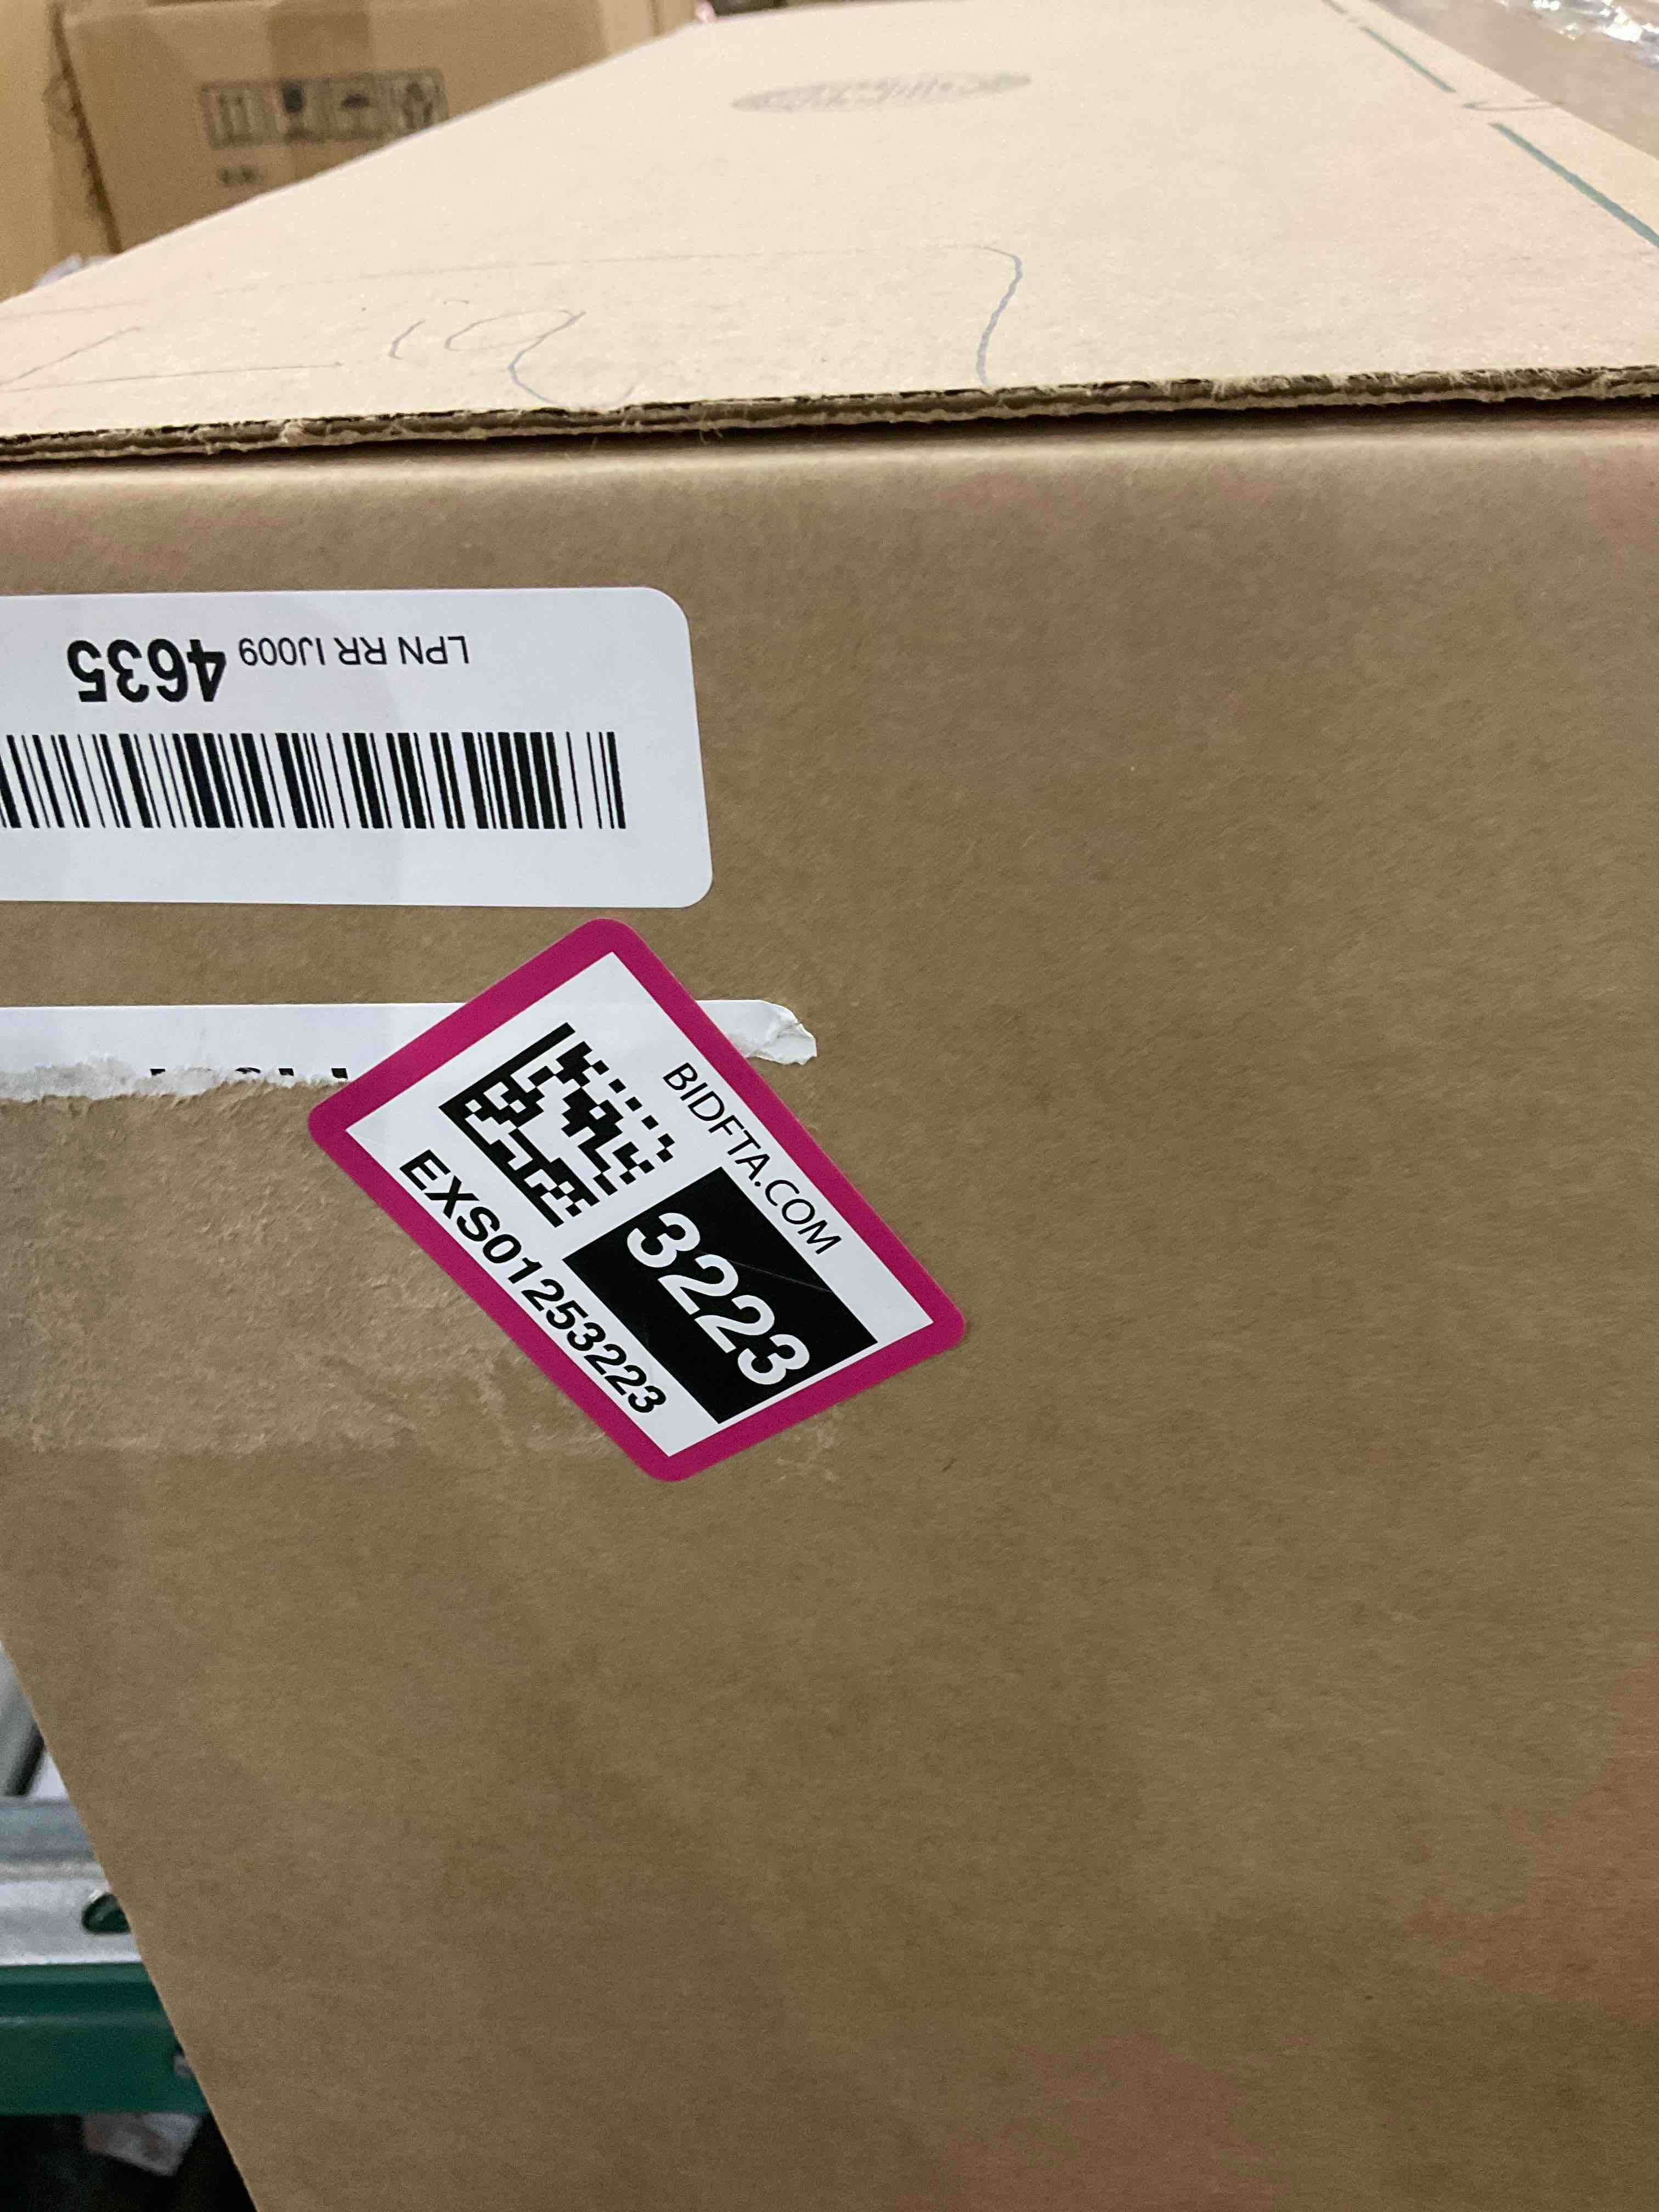 LPN RR IJ009 4635
BIDFTA.COM
3223
EXS01253223